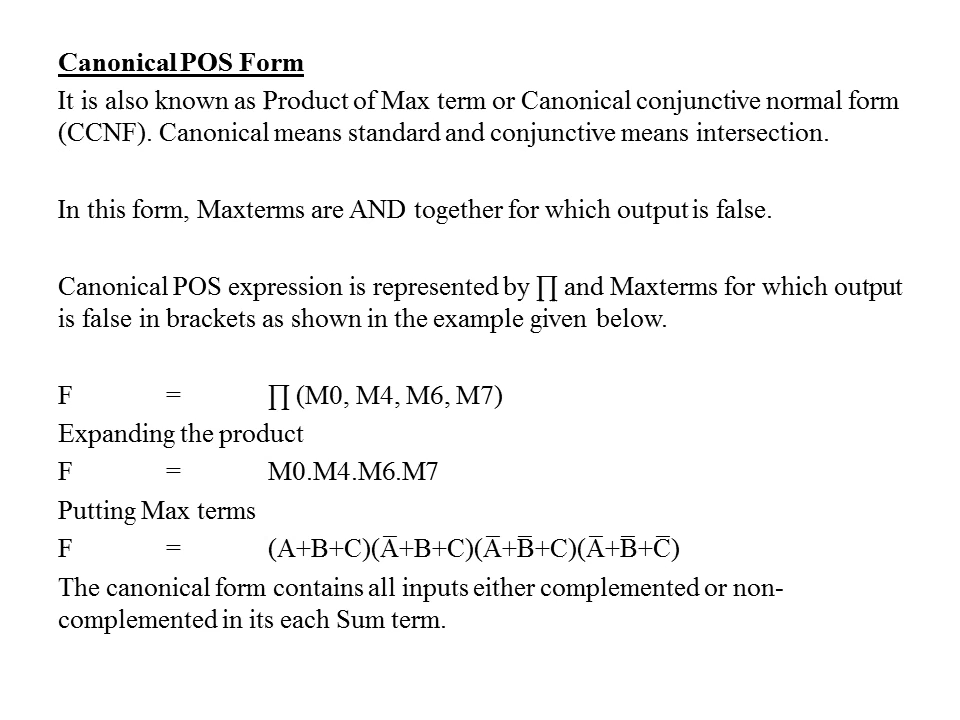 Canonical POS Form
It is also known as Product of Max term or Canonical conjunctive normal form
(CCNF). Canonical means standard and conjunctive means intersection.
In this form, Maxterms are AND together for which output is false.
Canonical POS expression is represented by ∏ and Maxterms for which output
is false in brackets as shown in the example given below.
F = ∏ (M0, M4, M6, M7)
Expanding the product
F = M0.M4.M6.M7
Putting Max terms
F = (A+B+C)(A̅+B+C)(A̅+B̅+C)(A̅+B̅+C̅)
The canonical form contains all inputs either complemented or non-
complemented in its each Sum term.